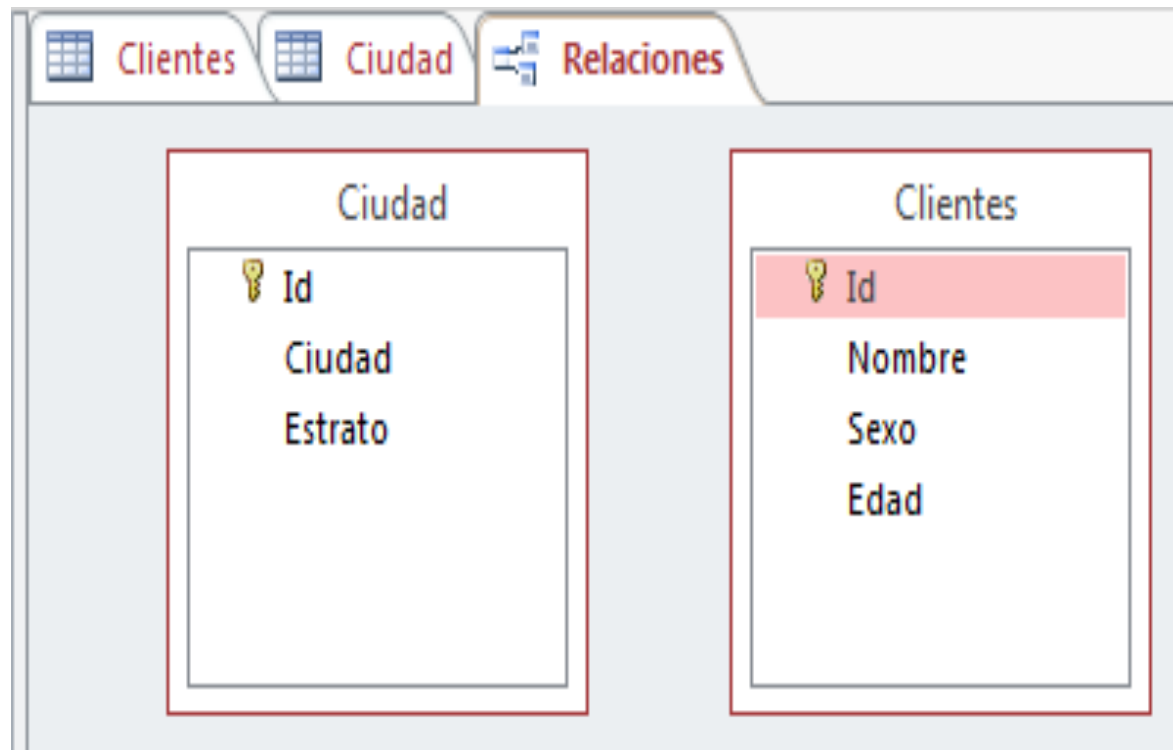 Clientes Ciudad Relaciones
Ciudad
Id
Ciudad
Estrato
Clientes
Id
Nombre
Sexo
Edad